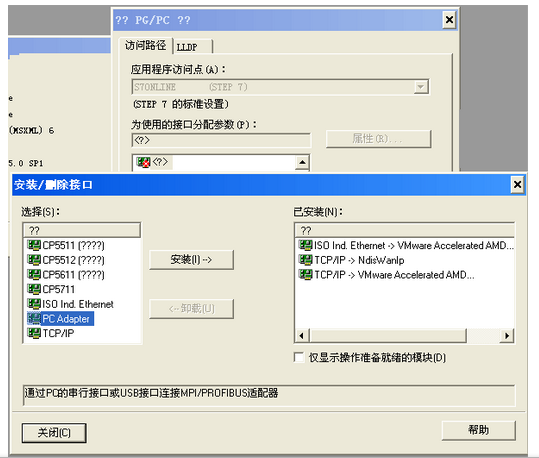 ?? PG/PC ??
访问路径 LLDP
应用程序访问点(A):
S7ONLINE (STEP 7)
(STEP 7 的标准设置)
为使用的接口分配参数(P):
<?>
属性(R)...
<?>
e
e
(MSXML) 6
5.0 SP1
安装/删除接口
选择(S):
??
CP5511 (????)
CP5512 (????)
CP5611 (????)
CP5711
ISO Ind. Ethernet
PC Adapter
TCP/IP
安装(I) -->
<--卸载(U)
已安装(N):
??
ISO Ind. Ethernet -> VMware Accelerated AMD...
TCP/IP -> NdisWanIp
TCP/IP -> VMware Accelerated AMD...
仅显示操作准备就绪的模块(D)
通过PC的串行接口或USB接口连接MPI/PROFIBUS适配器
关闭(C)
帮助